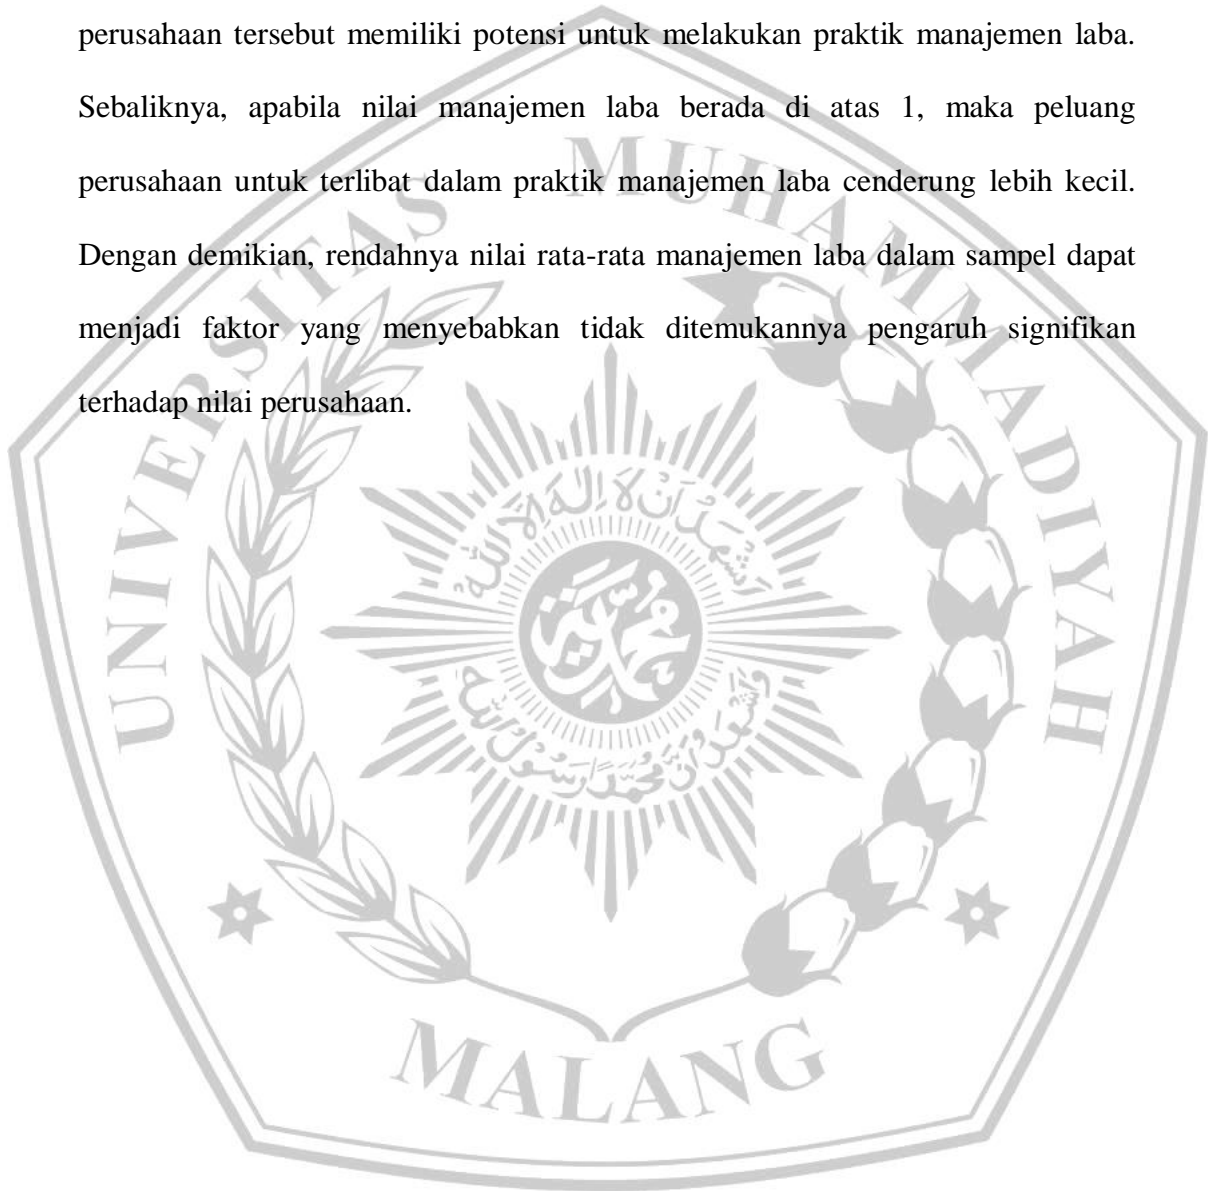 perusahaan tersebut memiliki potensi untuk melakukan praktik manajemen laba.
Sebaliknya, apabila nilai manajemen laba berada di atas 1, maka peluang
perusahaan untuk terlibat dalam praktik manajemen laba cenderung lebih kecil.
Dengan demikian, rendahnya nilai rata-rata manajemen laba dalam sampel dapat
menjadi faktor yang menyebabkan tidak ditemukannya pengaruh signifikan
terhadap nilai perusahaan.
UNIVERSITAS MUHAMMADIYAH
MALANG